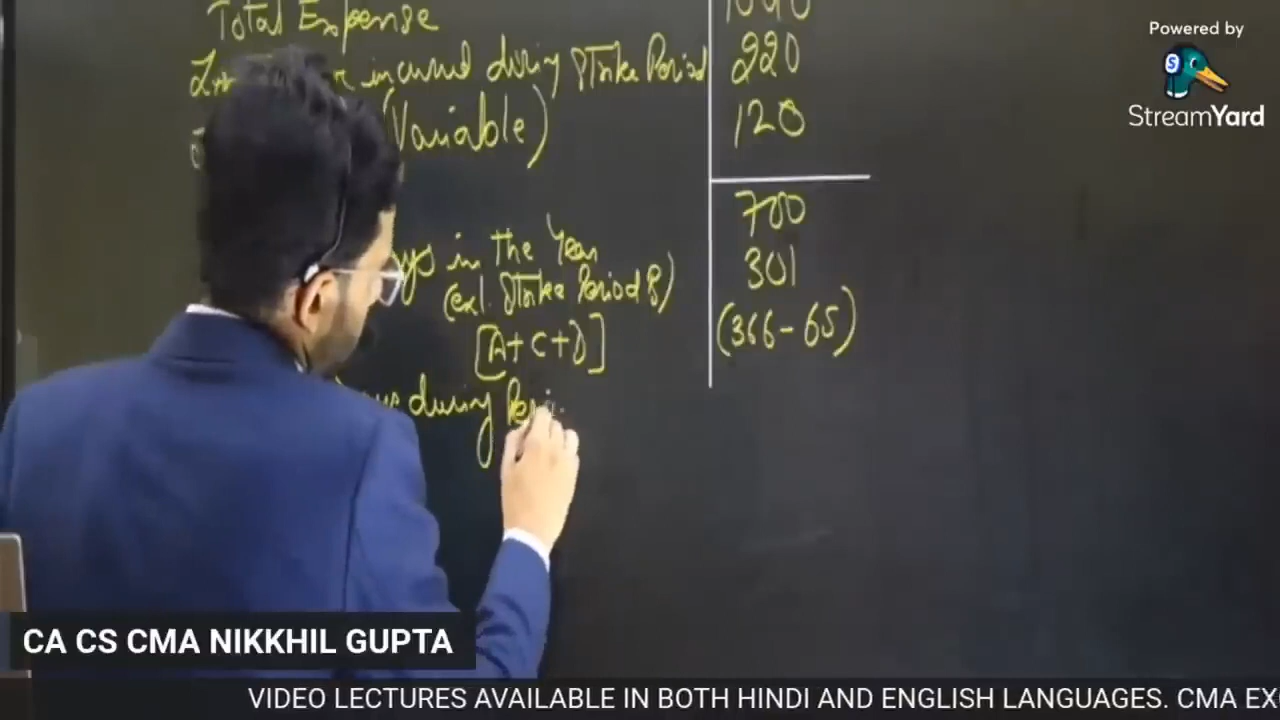 Total Expense
incurred during Strike Period
220
(Variable)
120
700
in the Year
301
(exl. Strike Period B)
(366-65)
[A+C+D]
during Peri
Powered by
StreamYard
CA CS CMA NIKKHIL GUPTA
VIDEO LECTURES AVAILABLE IN BOTH HINDI AND ENGLISH LANGUAGES. CMA EX